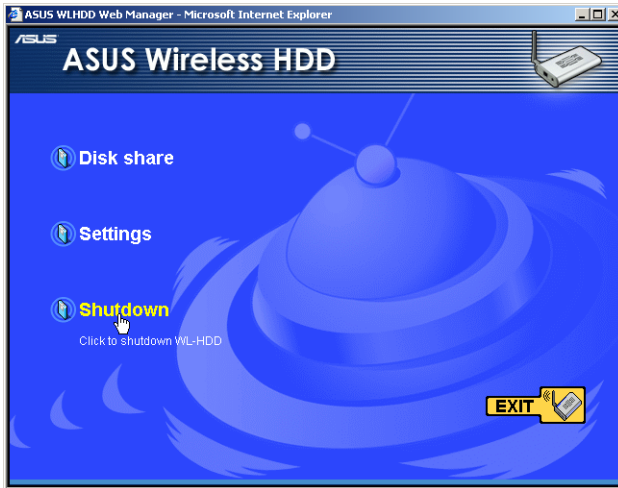 ASUS WLHDD Web Manager - Microsoft Internet Explorer
ASUS
ASUS Wireless HDD
Disk share
Settings
Shutdown
Click to shutdown WL-HDD
EXIT